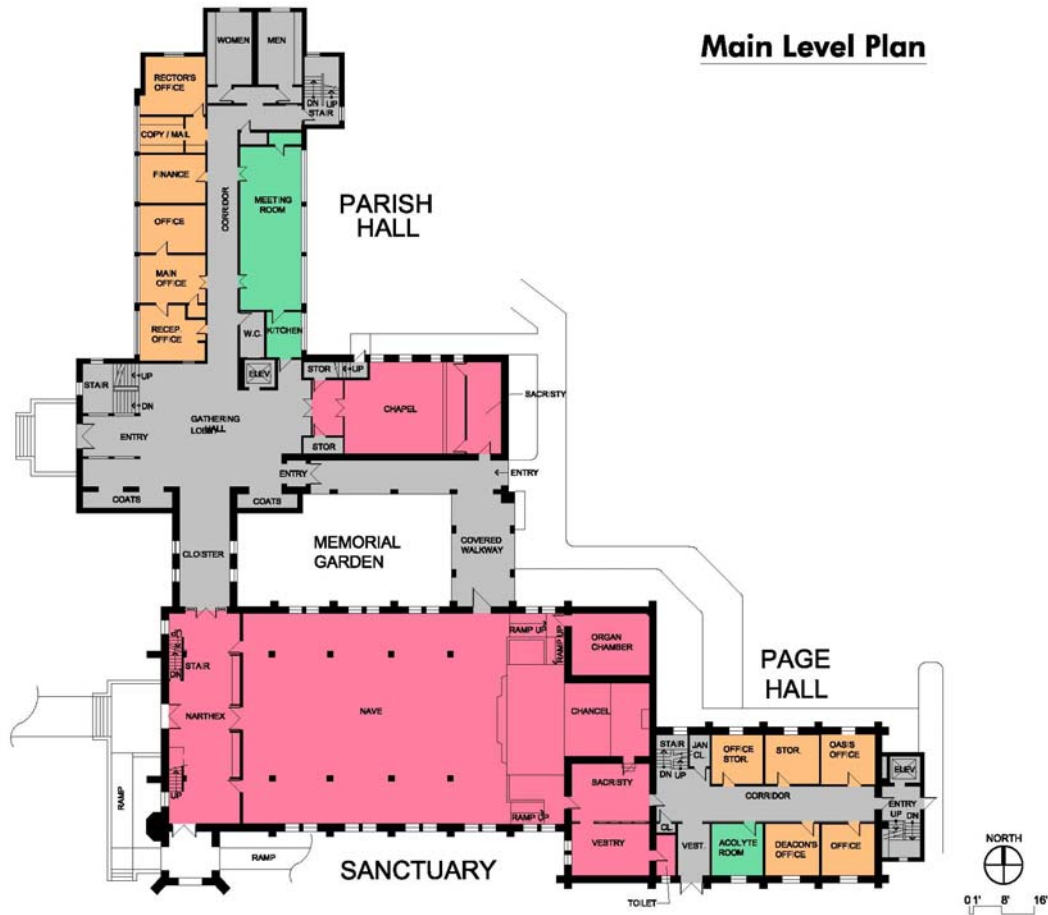 Main Level Plan
WOMEN
MEN
RECTOR'S
OFFICE
DN
UP
STAIR
COPY / MAIL
FINANCE
CORRIDOR
MEETING
ROOM
PARISH
HALL
OFFICE
MAIN
OFFICE
RECEP.
OFFICE
W.C.
KITCHEN
STAIR
UP
DN
ELEV
STOR
UP
CHAPEL
SACRISTY
GATHERING
HALL
LOBBY
ENTRY
STOR
ENTRY
ENTRY
COATS
COATS
CLOISTER
MEMORIAL
GARDEN
COVERED
WALKWAY
UP
DN
STAIR
RAMP UP
RAMP UP
ORGAN
CHAMBER
PAGE
HALL
NARTHEX
NAVE
CHANCEL
UP
RAMP
RAMP UP
SACRISTY
VESTRY
STAIR
DN
UP
JAN
CL.
OFFICE
STOR.
STOR.
OASIS
OFFICE
ELEV
CORRIDOR
ENTRY
UP
DN
CL
VEST.
ACOLYTE
ROOM
DEACON'S
OFFICE
OFFICE
RAMP
SANCTUARY
TOILET
NORTH
0 1' 8' 16'